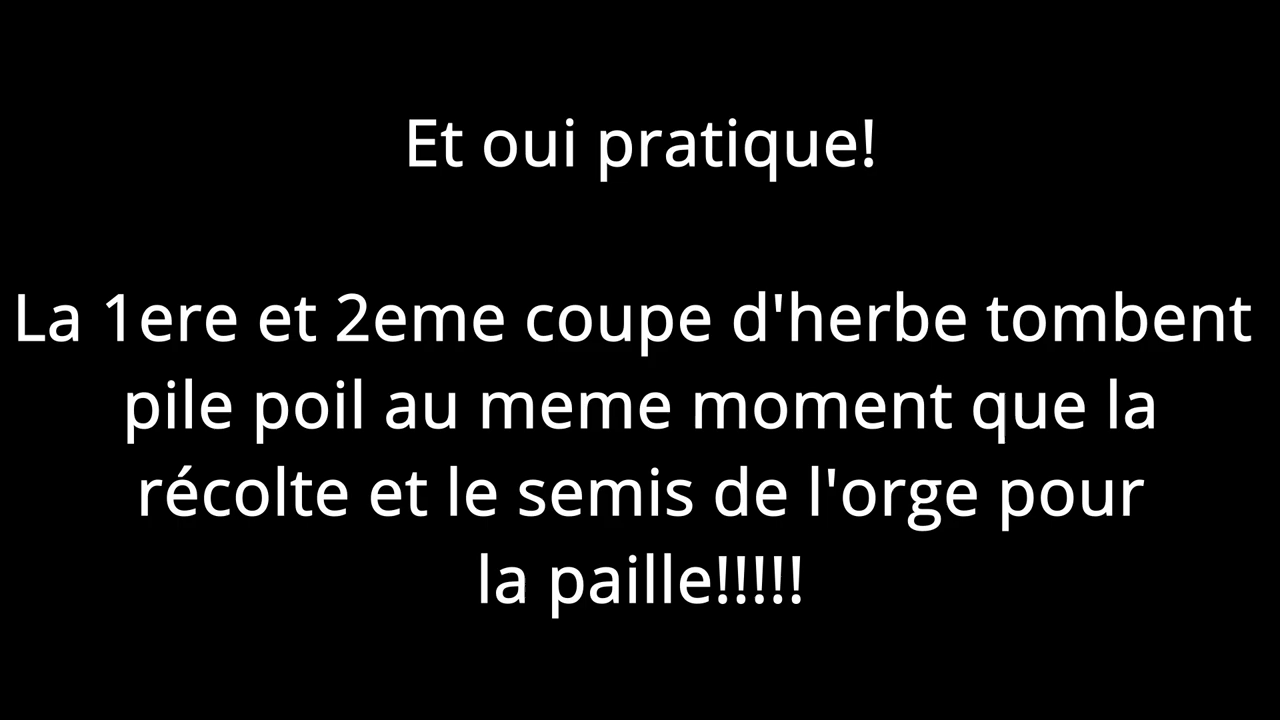 Et oui pratique!
La 1ere et 2eme coupe d'herbe tombent
pile poil au meme moment que la
récolte et le semis de l'orge pour
la paille!!!!!